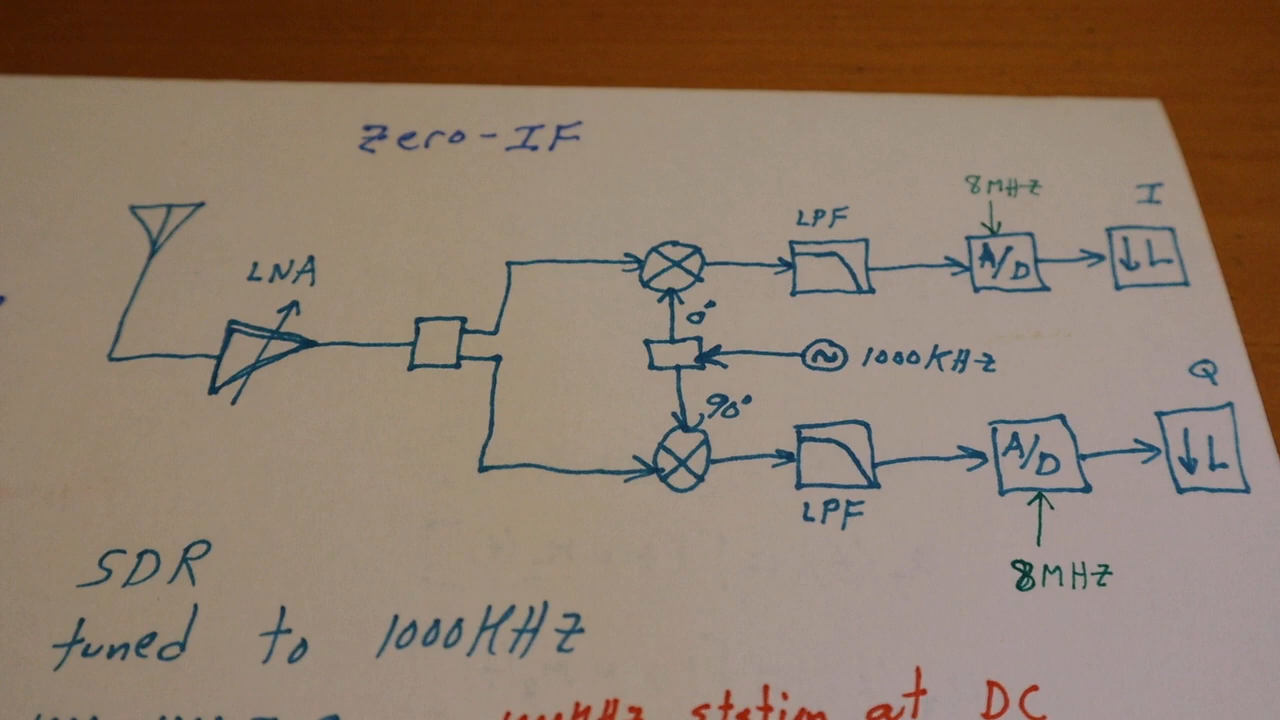 Zero-IF
8MHZ
I
LPF
LNA
A/D
↓L
0°
1000KHZ
Q
90°
A/D
↓L
LPF
8MHZ
SDR
tuned to 1000KHZ
station at DC